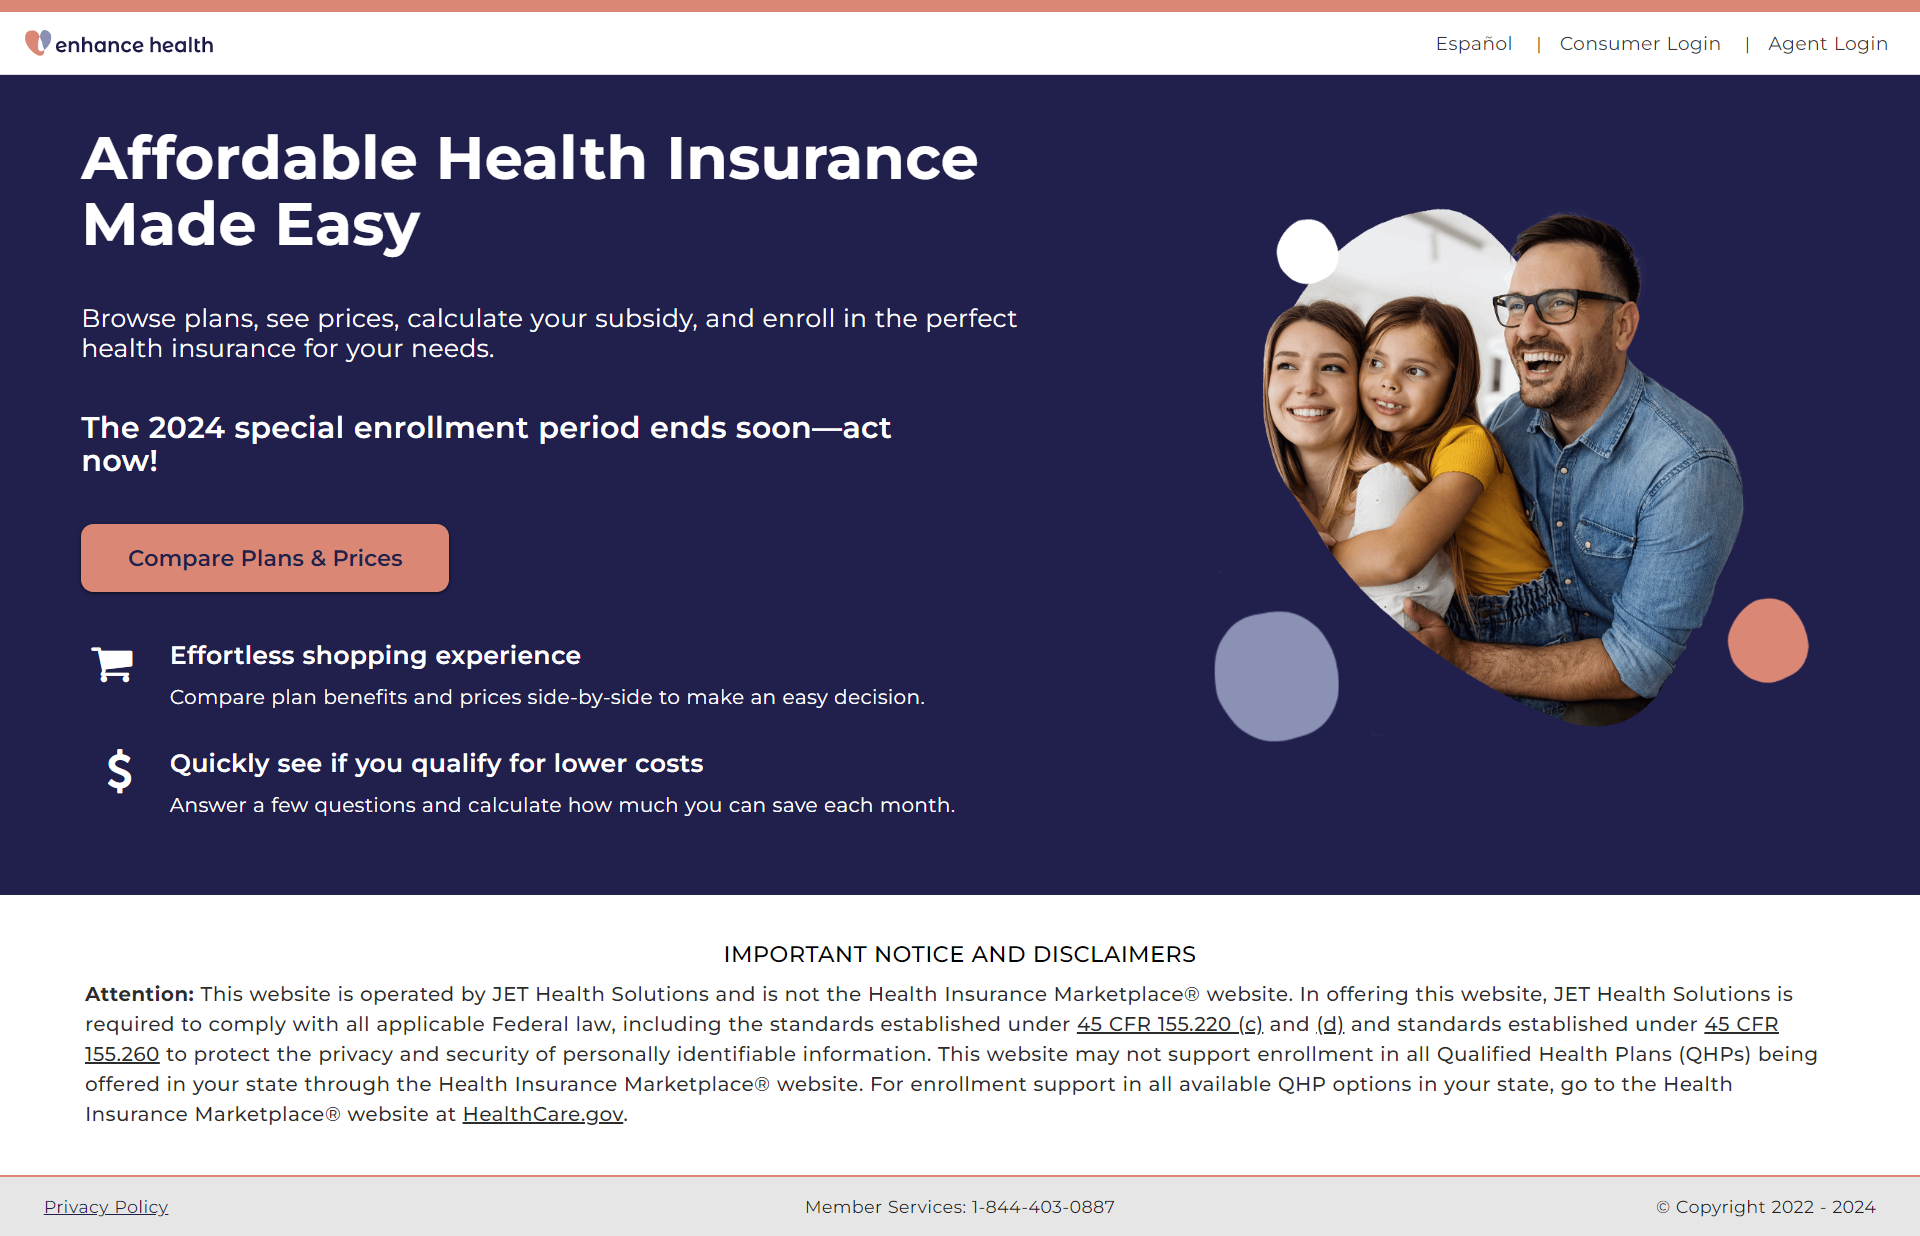 enhance health
Español | Consumer Login | Agent Login
Affordable Health Insurance
Made Easy
Browse plans, see prices, calculate your subsidy, and enroll in the perfect
health insurance for your needs.
The 2024 special enrollment period ends soon—act
now!
Compare Plans & Prices
Effortless shopping experience
Compare plan benefits and prices side-by-side to make an easy decision.
Quickly see if you qualify for lower costs
Answer a few questions and calculate how much you can save each month.
IMPORTANT NOTICE AND DISCLAIMERS
Attention: This website is operated by JET Health Solutions and is not the Health Insurance Marketplace® website. In offering this website, JET Health Solutions is
required to comply with all applicable Federal law, including the standards established under 45 CFR 155.220 (c) and (d) and standards established under 45 CFR
155.260 to protect the privacy and security of personally identifiable information. This website may not support enrollment in all Qualified Health Plans (QHPs) being
offered in your state through the Health Insurance Marketplace® website. For enrollment support in all available QHP options in your state, go to the Health
Insurance Marketplace® website at HealthCare.gov.
Privacy Policy
Member Services: 1-844-403-0887
© Copyright 2022 - 2024